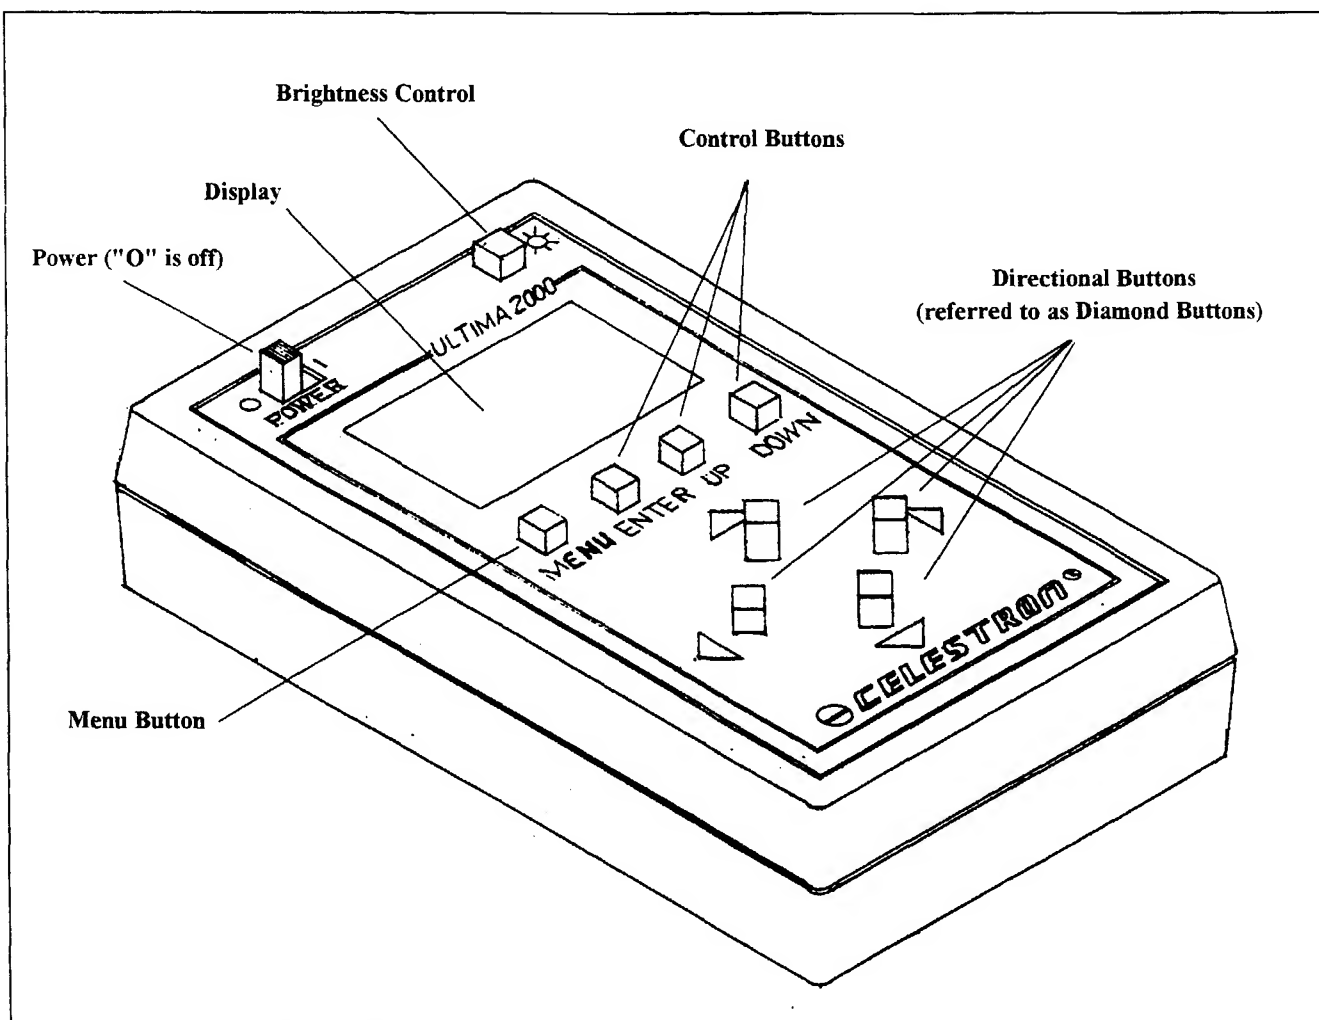 Brightness Control
Control Buttons
Display
Power ("O" is off)
Directional Buttons
(referred to as Diamond Buttons)
ULTIMA 2000
POWER
MENU ENTER UP DOWN
CELESTRON
Menu Button